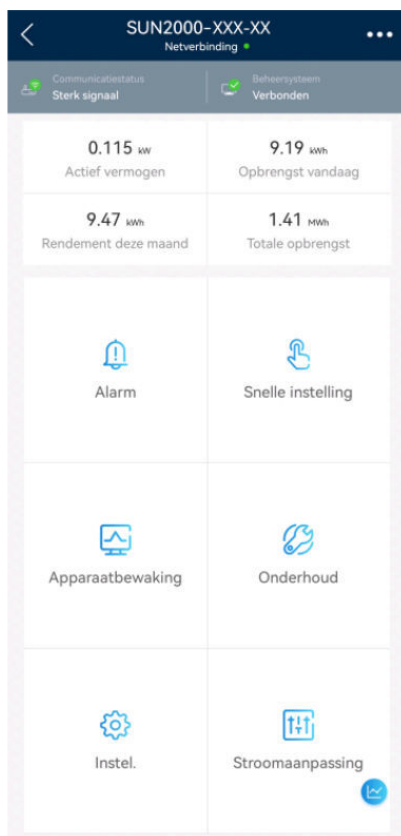 SUN2000-XXX-XX
Netverbinding
Communicatiestatus
Sterk signaal
Beheersysteem
Verbonden
0.115 kW
Actief vermogen
9.19 kWh
Opbrengst vandaag
9.47 kWh
Rendement deze maand
1.41 MWh
Totale opbrengst
Alarm
Snelle instelling
Apparaatbewaking
Onderhoud
Instel.
Stroomaanpassing